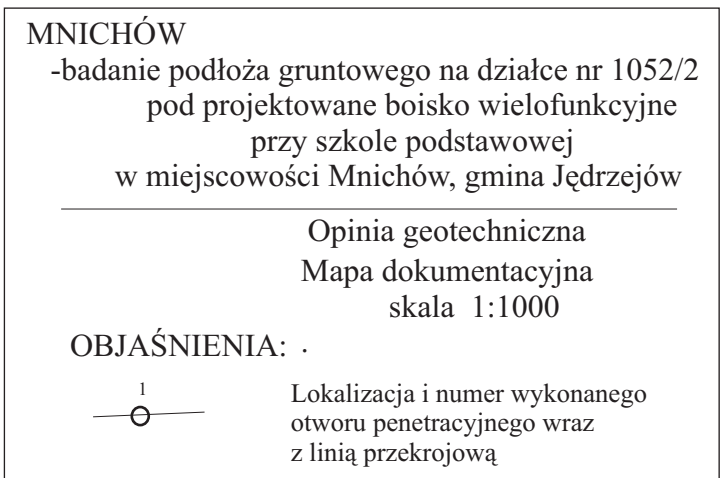 MNICHÓW
-badanie podłoża gruntowego na działce nr 1052/2
pod projektowane boisko wielofunkcyjne
przy szkole podstawowej
w miejscowości Mnichów, gmina Jędrzejów
Opinia geotechniczna
Mapa dokumentacyjna
skala 1:1000
OBJAŚNIENIA: .
1
Lokalizacja i numer wykonanego
otworu penetracyjnego wraz
z linią przekrojową